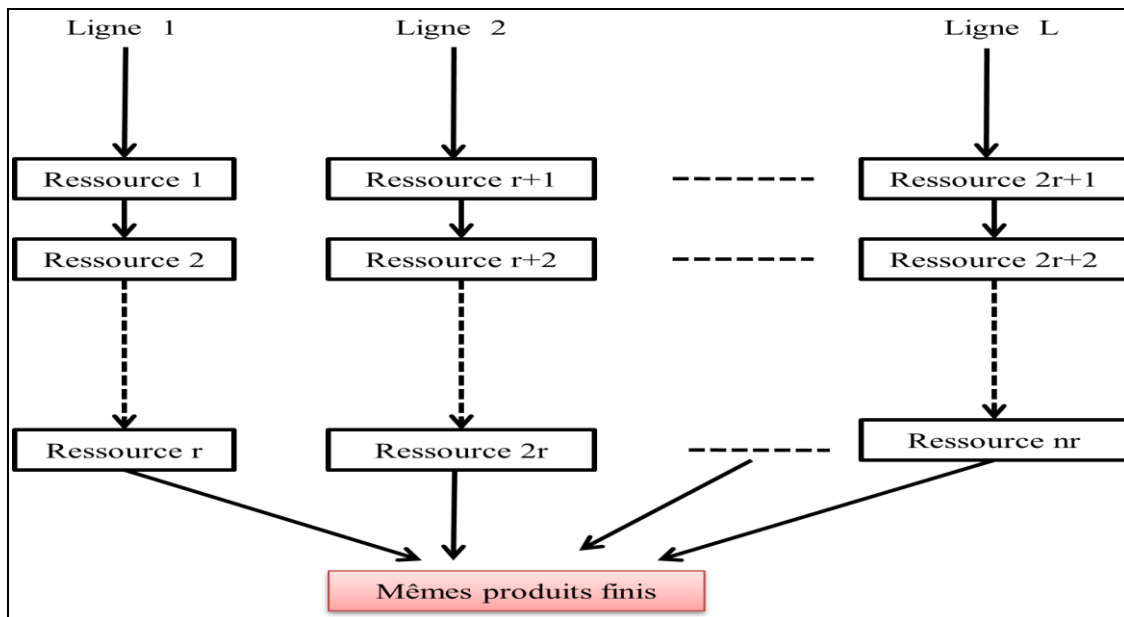 Ligne 1 Ligne 2 Ligne L
Ressource 1 Ressource r+1 Ressource 2r+1
Ressource 2 Ressource r+2 Ressource 2r+2
Ressource r Ressource 2r Ressource nr
Mêmes produits finis